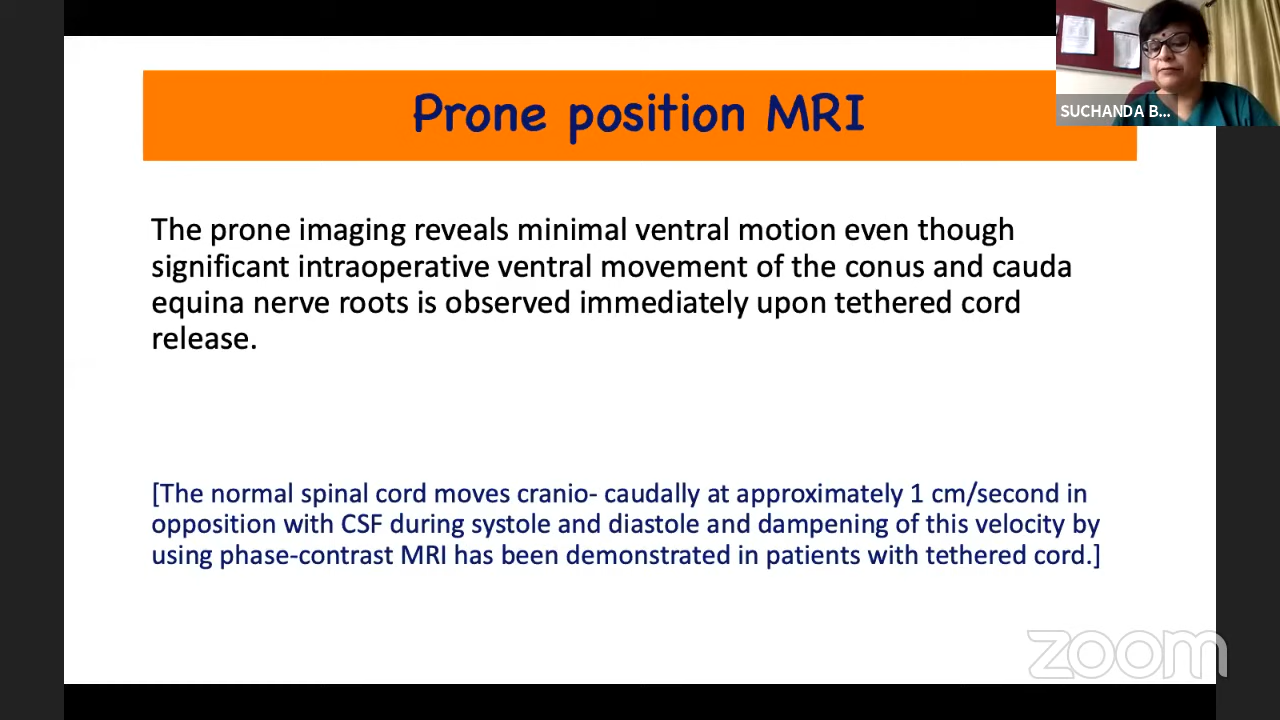 Prone position MRI
SUCHANDA B...
The prone imaging reveals minimal ventral motion even though
significant intraoperative ventral movement of the conus and cauda
equina nerve roots is observed immediately upon tethered cord
release.
[The normal spinal cord moves cranio- caudally at approximately 1 cm/second in
opposition with CSF during systole and diastole and dampening of this velocity by
using phase-contrast MRI has been demonstrated in patients with tethered cord.]
zoom